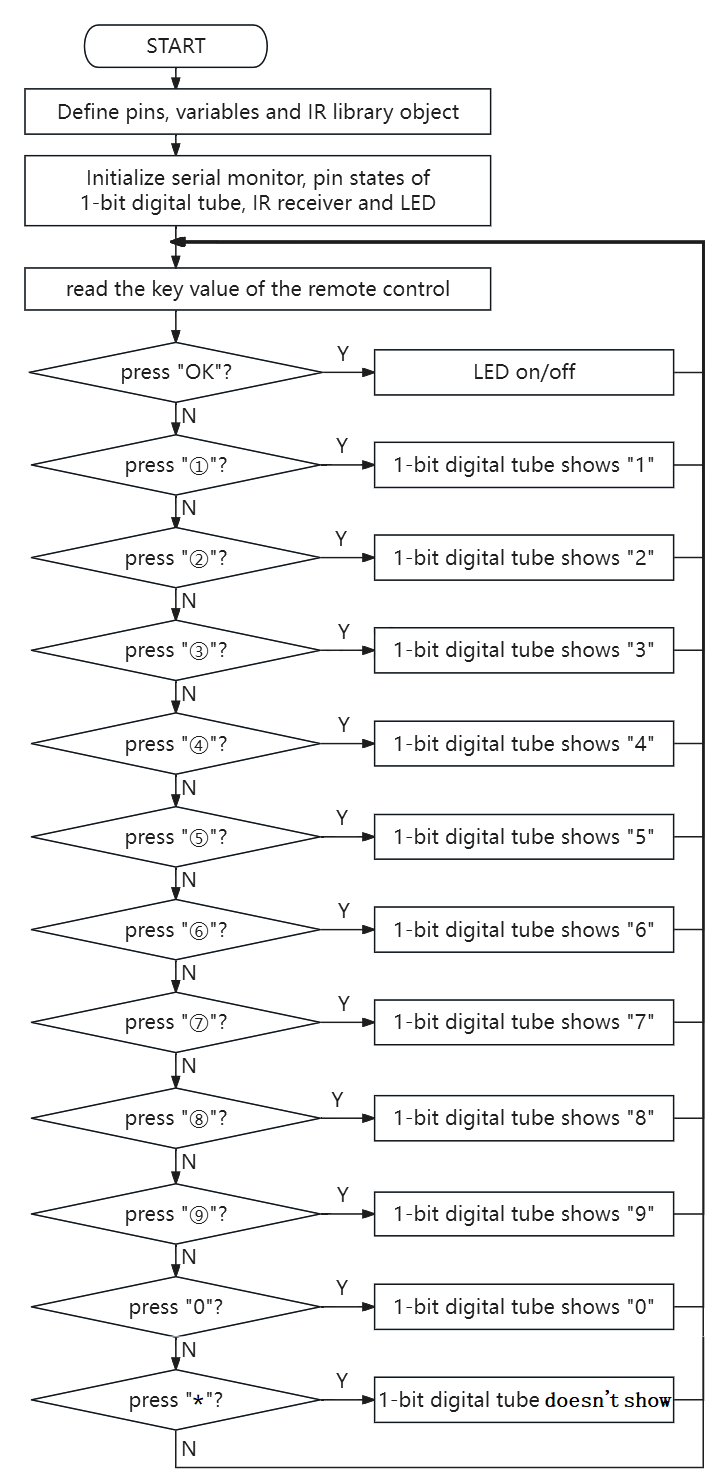 START
Define pins, variables and IR library object
Initialize serial monitor, pin states of
1-bit digital tube, IR receiver and LED
read the key value of the remote control
press "OK"?
Y
LED on/off
N
press "①"?
Y
1-bit digital tube shows "1"
N
press "②"?
Y
1-bit digital tube shows "2"
N
press "③"?
Y
1-bit digital tube shows "3"
N
press "④"?
Y
1-bit digital tube shows "4"
N
press "⑤"?
Y
1-bit digital tube shows "5"
N
press "⑥"?
Y
1-bit digital tube shows "6"
N
press "⑦"?
Y
1-bit digital tube shows "7"
N
press "⑧"?
Y
1-bit digital tube shows "8"
N
press "⑨"?
Y
1-bit digital tube shows "9"
N
press "0"?
Y
1-bit digital tube shows "0"
N
press "*"?
Y
1-bit digital tube doesn't show
N